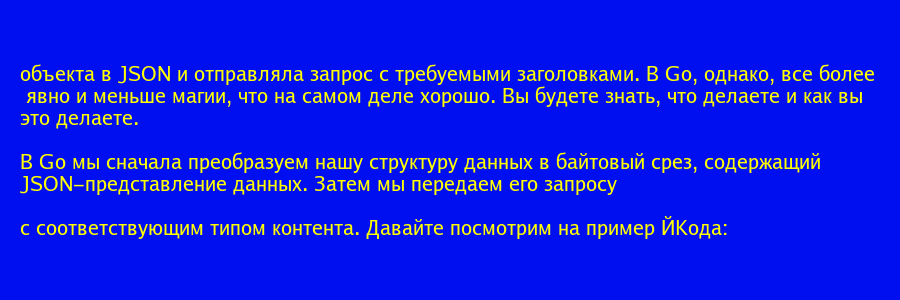 объекта в JSON и отправляла запрос с требуемыми заголовками. В Go, однако, все более
явно и меньше магии, что на самом деле хорошо. Вы будете знать, что делаете и как вы
это делаете.
В Go мы сначала преобразуем нашу структуру данных в байтовый срез, содержащий
JSON-представление данных. Затем мы передаем его запросу
с соответствующим типом контента. Давайте посмотрим на пример ЙКода: